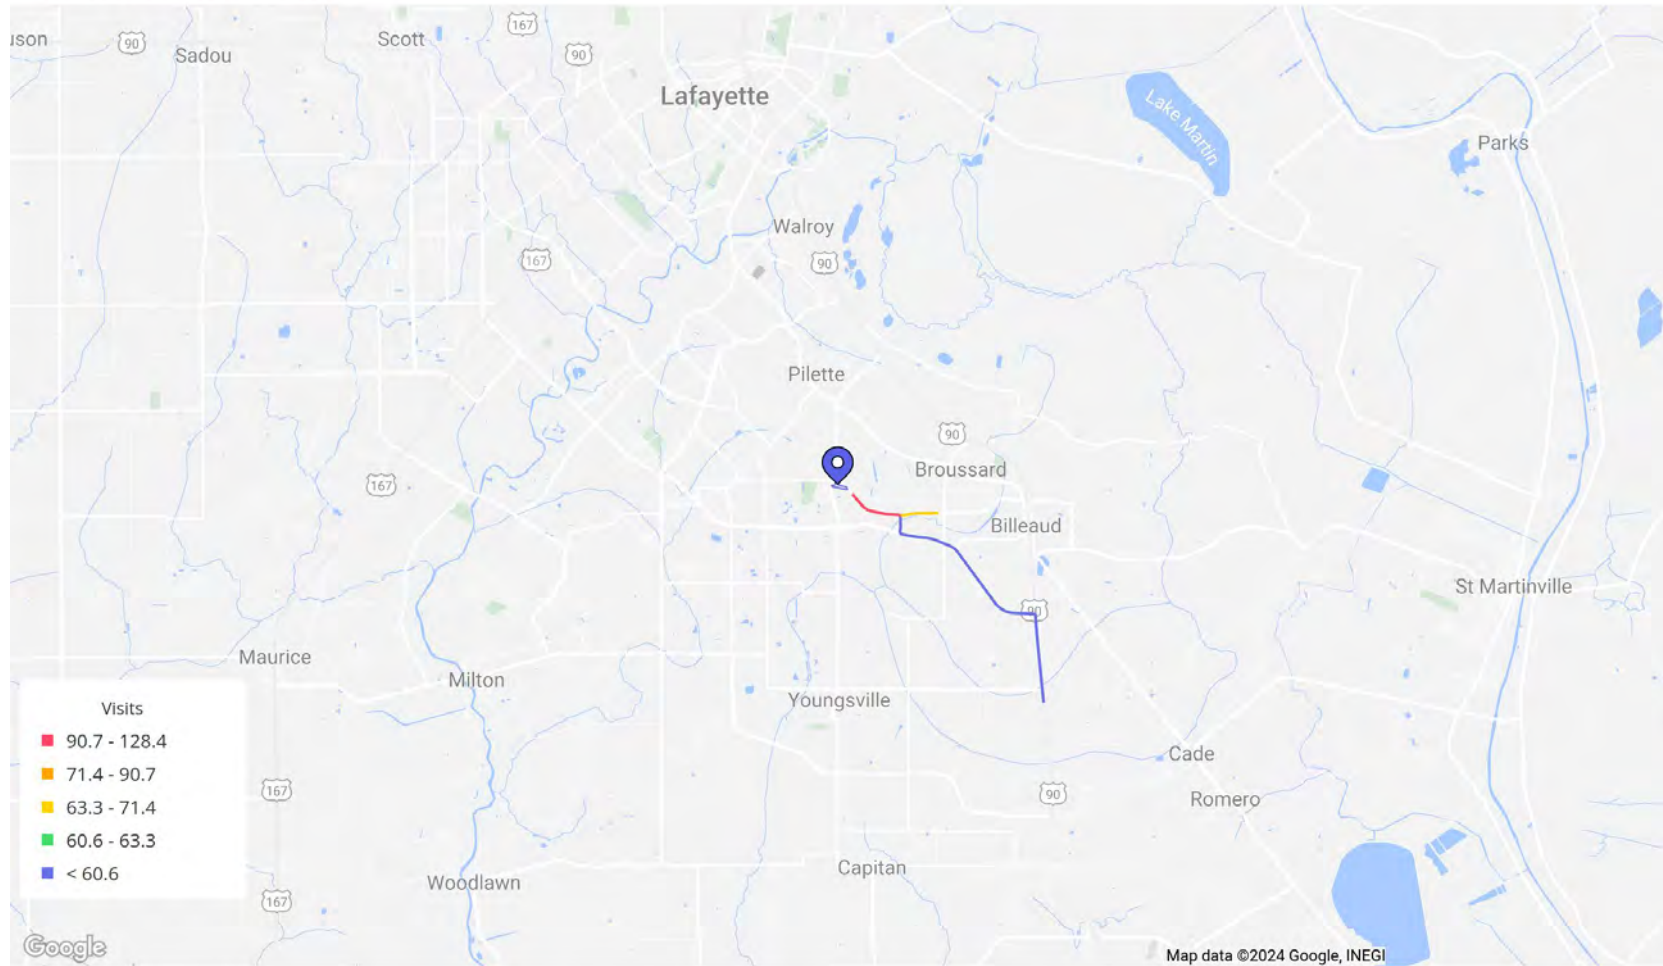 uson
90
Sadou
Scott
167
90
Lafayette
Lake Martin
Parks
Walroy
167
90
Pilette
90
Broussard
167
Billeaud
St Martinville
90
Maurice
Milton
Youngsville
Cade
167
90
Romero
Capitan
Woodlawn
167
Visits
90.7 - 128.4
71.4 - 90.7
63.3 - 71.4
60.6 - 63.3
< 60.6
Google
Map data ©2024 Google, INEGI